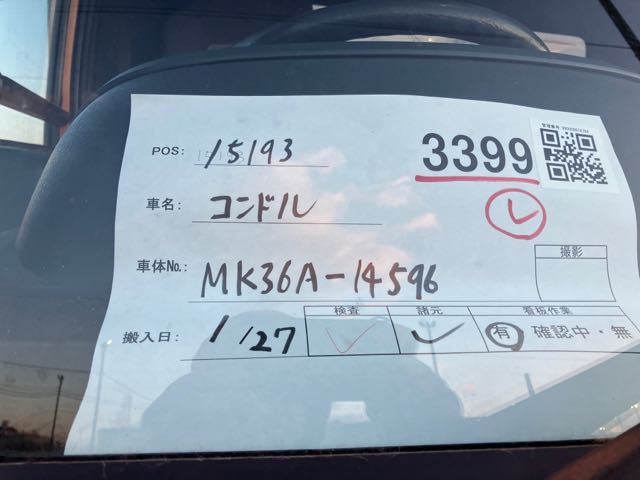 POS: 15193
3399
車名: コンドル
車体No.: MK36A-14596
撮影
搬入日: 1/27
検査 諸元 看板作業
有 確認中・無